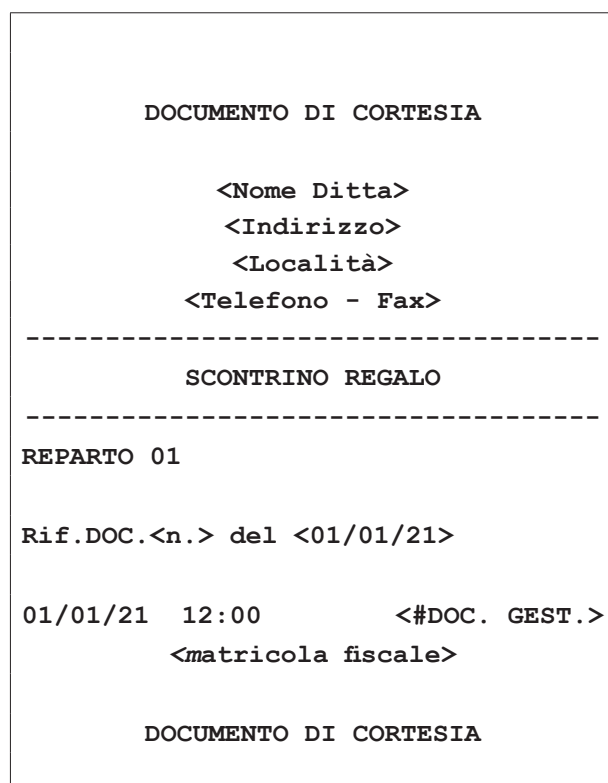 DOCUMENTO DI CORTESIA
<Nome Ditta>
<Indirizzo>
<Località>
<Telefono - Fax>
------------------------------------
SCONTRINO REGALO
------------------------------------
REPARTO 01
Rif.DOC.<n.> del <01/01/21>
01/01/21 12:00 <#DOC. GEST.>
<matricola fiscale>
DOCUMENTO DI CORTESIA